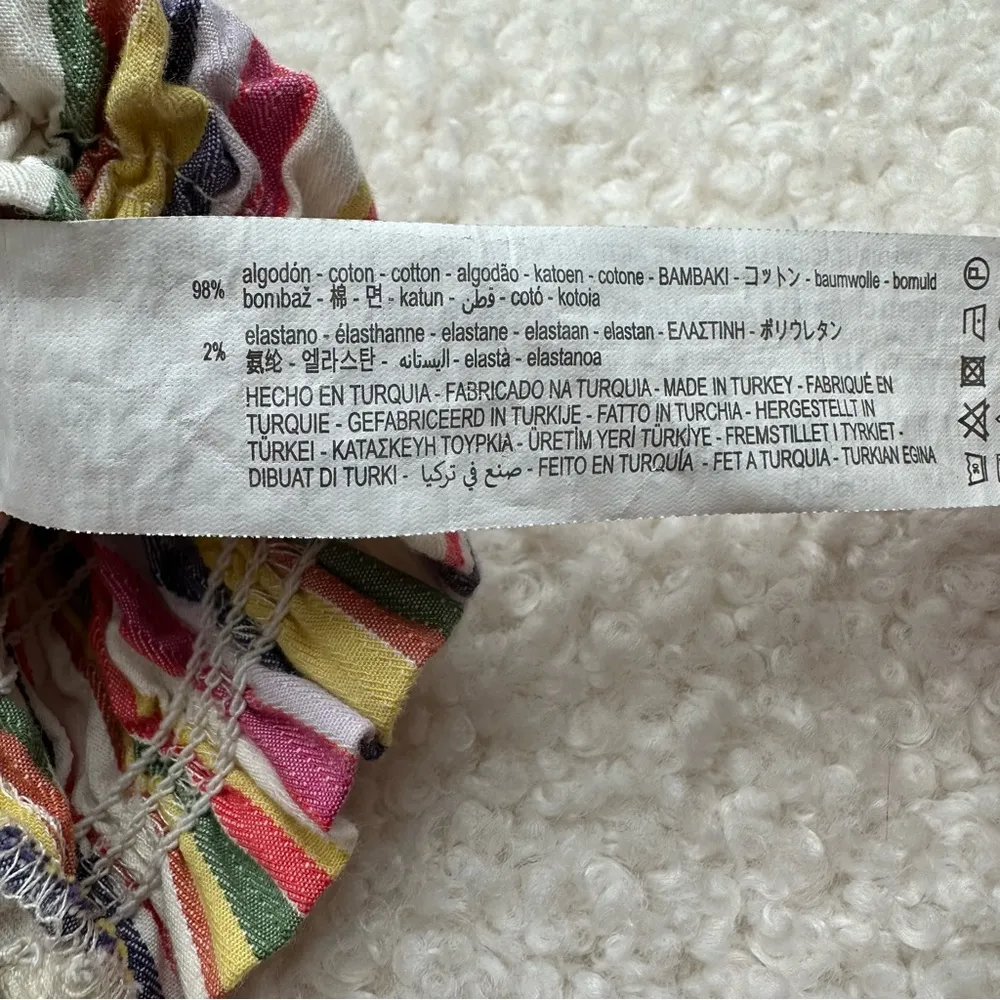 98% algodón - coton - cotton - algodão - katoen - cotone - BAMBAKI - コットン - baumwolle - bomuld
bombaž - 棉 - 면 - katun - قطن - cotó - kotoia
2% elastano - élasthanne - elastane - elastaan - elastan - ΕΛΑΣΤΙΝΗ - ポリウレタン
氨纶 - 엘라스탄 - اليستانه - elastà - elastanoa
HECHO EN TURQUIA - FABRICADO NA TURQUIA - MADE IN TURKEY - FABRIQUÉ EN
TURQUIE - GEFABRICEERD IN TURKIJE - FATTO IN TURCHIA - HERGESTELLT IN
TÜRKEI - ΚΑΤΑΣΚΕΥΗ ΤΟΥΡΚΙΑ - ÜRETİM YERİ TÜRKİYE - FREMSTILLET I TYRKIET -
DIBUAT DI TURKI - صنع في تركيا - FEITO EN TURQUÍA - FET A TURQUIA - TURKIAN EGINA
P